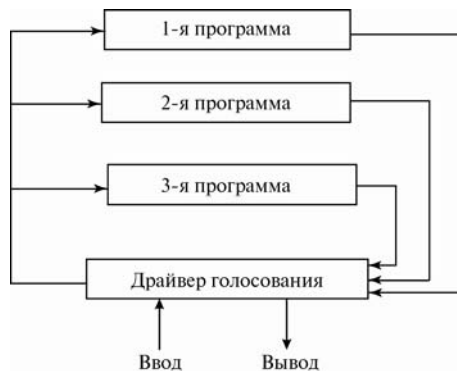 1-я программа
2-я программа
3-я программа
Драйвер голосования
Ввод
Вывод